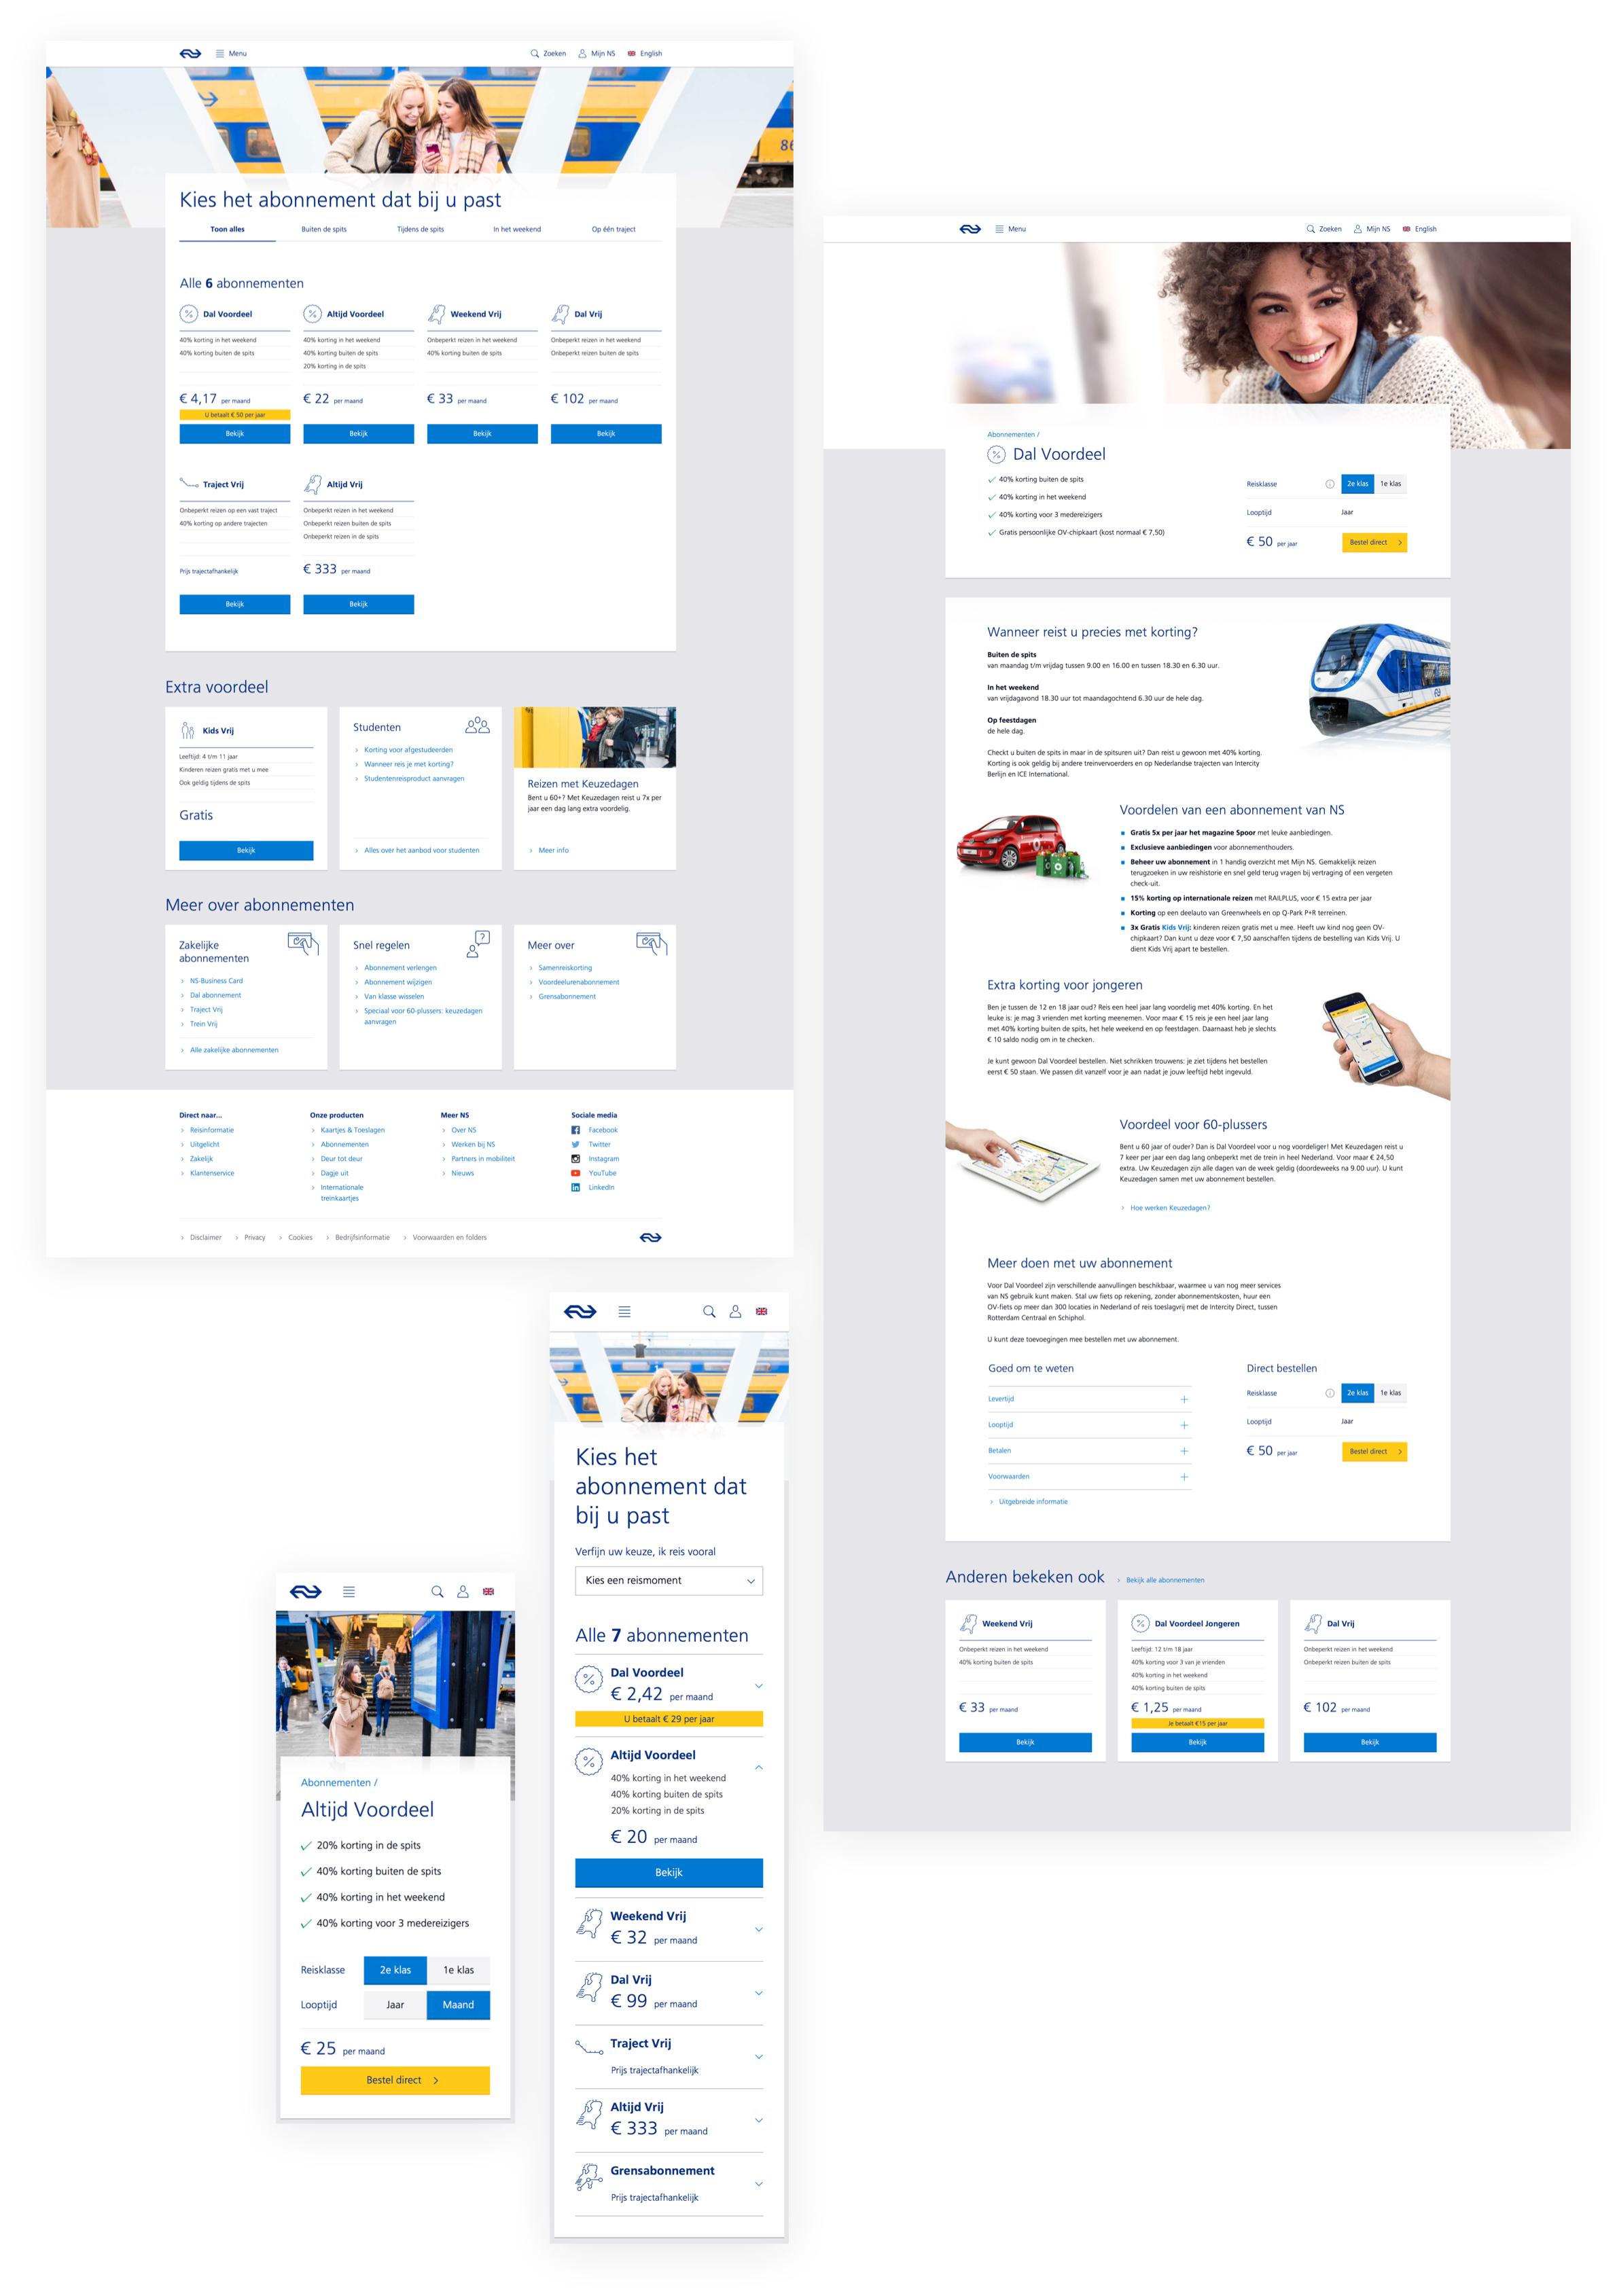 Menu
Zoeken
Mijn NS
English
Kies het abonnement dat bij u past
Toon alles
Buiten de spits
Tijdens de spits
In het weekend
Op één traject
Alle 6 abonnementen
Dal Voordeel
40% korting in het weekend
40% korting buiten de spits
€ 4,17 per maand
U betaalt € 50 per jaar
Bekijk
Altijd Voordeel
40% korting in het weekend
40% korting buiten de spits
20% korting in de spits
€ 22 per maand
Bekijk
Weekend Vrij
Onbeperkt reizen in het weekend
40% korting buiten de spits
€ 33 per maand
Bekijk
Dal Vrij
Onbeperkt reizen in het weekend
Onbeperkt reizen buiten de spits
€ 102 per maand
Bekijk
Traject Vrij
Onbeperkt reizen op een vast traject
40% korting op andere trajecten
Prijs trajectafhankelijk
Bekijk
Altijd Vrij
Onbeperkt reizen in het weekend
Onbeperkt reizen buiten de spits
Onbeperkt reizen in de spits
€ 333 per maand
Bekijk
Extra voordeel
Kids Vrij
Leeftijd: 4 t/m 11 jaar
Kinderen reizen gratis met u mee
Ook geldig tijdens de spits
Gratis
Bekijk
Studenten
Korting voor afgestudeerden
Wanneer reis je met korting?
Studentenreisproduct aanvragen
Alles over het aanbod voor studenten
Reizen met Keuzedagen
Bent u 60+? Met Keuzedagen reist u 7x per
jaar een dag lang extra voordelig.
Meer info
Meer over abonnementen
Zakelijke
abonnementen
NS-Business Card
Dal abonnement
Traject Vrij
Trein Vrij
Alle zakelijke abonnementen
Snel regelen
Abonnement verlengen
Abonnement wijzigen
Van klasse wisselen
Speciaal voor 60-plussers: keuzedagen
aanvragen
Meer over
Samenreiskorting
Voordeelurenabonnement
Grensabonnement
Direct naar...
Reisinformatie
Uitgelicht
Zakelijk
Klantenservice
Onze producten
Kaartjes & Toeslagen
Abonnementen
Deur tot deur
Dagje uit
Internationale
treinkaartjes
Meer NS
Over NS
Werken bij NS
Partners in mobiliteit
Nieuws
Sociale media
Facebook
Twitter
Instagram
YouTube
LinkedIn
Disclaimer
Privacy
Cookies
Bedrijfsinformatie
Voorwaarden en folders
Menu
Zoeken
Mijn NS
English
Abonnementen /
Dal Voordeel
40% korting buiten de spits
40% korting in het weekend
40% korting voor 3 medereizigers
Gratis persoonlijke OV-chipkaart (kost normaal € 7,50)
Reisklasse
2e klas
1e klas
Looptijd
Jaar
€ 50 per jaar
Bestel direct
Wanneer reist u precies met korting?
Buiten de spits
van maandag t/m vrijdag tussen 9.00 en 16.00 en tussen 18.30 en 6.30 uur.
In het weekend
van vrijdagavond 18.30 uur tot maandagochtend 6.30 uur de hele dag.
Op feestdagen
de hele dag.
Checkt u buiten de spits in maar in de spitsuren uit? Dan reist u gewoon met 40% korting.
Korting is ook geldig bij andere treinvervoerders en op Nederlandse trajecten van Intercity
Berlijn en ICE International.
Voordelen van een abonnement van NS
Gratis 5x per jaar het magazine Spoor met leuke aanbiedingen.
Exclusieve aanbiedingen voor abonnementhouders.
Beheer uw abonnement in 1 handig overzicht met Mijn NS. Gemakkelijk reizen
terugzoeken in uw reishistorie en snel geld terug vragen bij vertraging of een vergeten
check-uit.
15% korting op internationale reizen met RAILPLUS, voor € 15 extra per jaar
Korting op een deelauto van Greenwheels en op Q-Park P+R terreinen.
3x Gratis Kids Vrij: kinderen reizen gratis met u mee. Heeft uw kind nog geen OV-
chipkaart? Dan kunt u deze voor € 7,50 aanschaffen tijdens de bestelling van Kids Vrij. U
dient Kids Vrij apart te bestellen.
Extra korting voor jongeren
Ben je tussen de 12 en 18 jaar oud? Reis een heel jaar lang voordelig met 40% korting. En het
leuke is: je mag 3 vrienden met korting meenemen. Voor maar € 15 reis je een heel jaar lang
met 40% korting buiten de spits, het hele weekend en op feestdagen. Daarnaast heb je slechts
€ 10 saldo nodig om in te checken.
Je kunt gewoon Dal Voordeel bestellen. Niet schrikken trouwens: je ziet tijdens het bestellen
eerst € 50 staan. We passen dit vanzelf voor je aan nadat je jouw leeftijd hebt ingevuld.
Voordeel voor 60-plussers
Bent u 60 jaar of ouder? Dan is Dal Voordeel voor u nog voordeliger! Met Keuzedagen reist u
7 keer per jaar een dag lang onbeperkt met de trein in heel Nederland. Voor maar € 24,50
extra. Uw Keuzedagen zijn alle dagen van de week geldig (doordeweeks na 9.00 uur). U kunt
Keuzedagen samen met uw abonnement bestellen.
Hoe werken Keuzedagen?
Meer doen met uw abonnement
Voor Dal Voordeel zijn verschillende aanvullingen beschikbaar, waarmee u van nog meer services
van NS gebruik kunt maken. Stal uw fiets op rekening, zonder abonnementskosten, huur een
OV-fiets op meer dan 300 locaties in Nederland of reis toeslagvrij met de Intercity Direct, tussen
Rotterdam Centraal en Schiphol.
U kunt deze toevoegingen mee bestellen met uw abonnement.
Goed om te weten
Levertijd
Looptijd
Betalen
Voorwaarden
Uitgebreide informatie
Direct bestellen
Reisklasse
2e klas
1e klas
Looptijd
Jaar
€ 50 per jaar
Bestel direct
Anderen bekeken ook
Bekijk alle abonnementen
Weekend Vrij
Onbeperkt reizen in het weekend
40% korting buiten de spits
€ 33 per maand
Bekijk
Dal Voordeel Jongeren
Leeftijd: 12 t/m 18 jaar
40% korting voor 3 van je vrienden
40% korting in het weekend
40% korting buiten de spits
€ 1,25 per maand
Je betaalt €15 per jaar
Bekijk
Dal Vrij
Onbeperkt reizen in het weekend
Onbeperkt reizen buiten de spits
€ 102 per maand
Bekijk
Kies het
abonnement dat
bij u past
Verfijn uw keuze, ik reis vooral
Kies een reismoment
Alle 7 abonnementen
Dal Voordeel
€ 2,42 per maand
U betaalt € 29 per jaar
Altijd Voordeel
40% korting in het weekend
40% korting buiten de spits
20% korting in de spits
€ 20 per maand
Bekijk
Weekend Vrij
€ 32 per maand
Dal Vrij
€ 99 per maand
Traject Vrij
Prijs trajectafhankelijk
Altijd Vrij
€ 333 per maand
Grensabonnement
Prijs trajectafhankelijk
Abonnementen /
Altijd Voordeel
20% korting in de spits
40% korting buiten de spits
40% korting in het weekend
40% korting voor 3 medereizigers
Reisklasse
2e klas
1e klas
Looptijd
Jaar
Maand
€ 25 per maand
Bestel direct